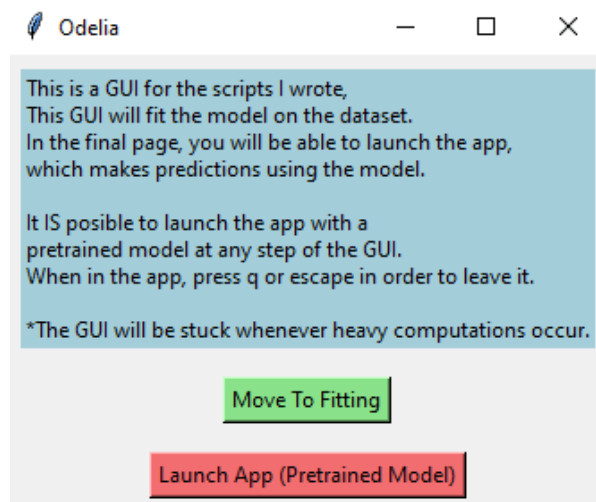 Odelia
This is a GUI for the scripts I wrote,
This GUI will fit the model on the dataset.
In the final page, you will be able to launch the app,
which makes predictions using the model.
It IS posible to launch the app with a
pretrained model at any step of the GUI.
When in the app, press q or escape in order to leave it.
*The GUI will be stuck whenever heavy computations occur.
Move To Fitting
Launch App (Pretrained Model)